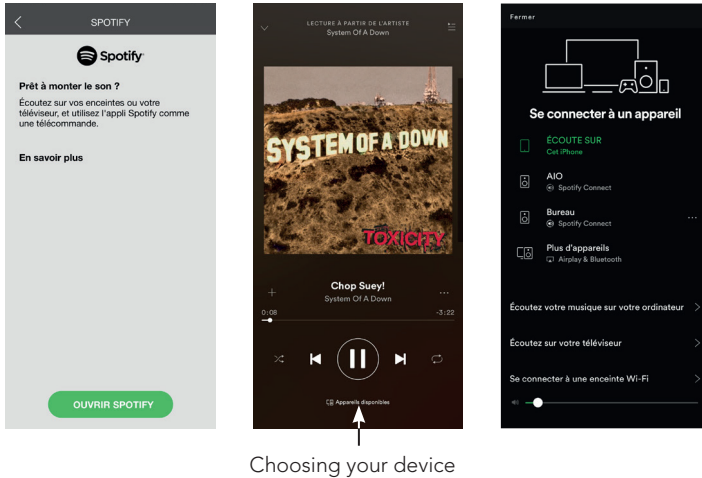 SPOTIFY
Spotify
Prêt à monter le son ?
Écoutez sur vos enceintes ou votre
téléviseur, et utilisez l'appli Spotify comme
une télécommande.
En savoir plus
OUVRIR SPOTIFY
LECTURE À PARTIR DE L'ARTISTE
System Of A Down
SYSTEM OF A DOWN
TOXICITY
Chop Suey!
System Of A Down
0:08
-3:22
Appareils disponibles
Choosing your device
Fermer
Se connecter à un appareil
ÉCOUTE SUR
Cet iPhone
AIO
Spotify Connect
Bureau
Spotify Connect
Plus d'appareils
Airplay & Bluetooth
Écoutez votre musique sur votre ordinateur
Écoutez sur votre téléviseur
Se connecter à une enceinte Wi-Fi